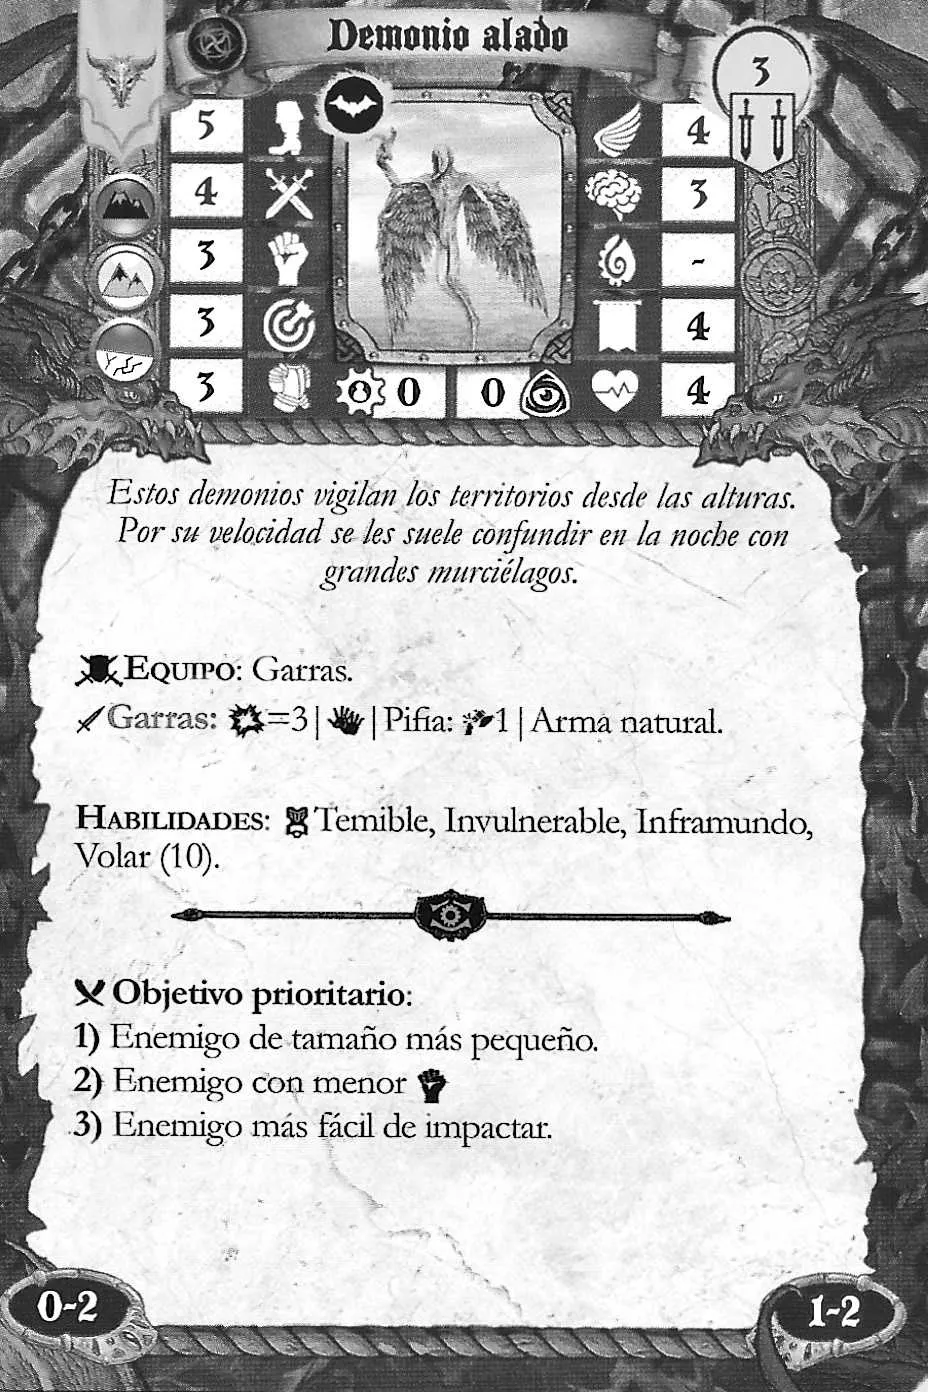 Demonio alado
3
5
4
4
3
3
-
3
4
3
0
0
4
Estos demonios vigilan los territorios desde las alturas.
Por su velocidad se les suele confundir en la noche con
grandes murciélagos.
EQUIPO: Garras.
Garras: =3 | | Pifia: 1 | Arma natural.
HABILIDADES: Temible, Invulnerable, Inframundo,
Volar (10).
Objetivo prioritario:
1) Enemigo de tamaño más pequeño.
2) Enemigo con menor
3) Enemigo más fácil de impactar.
0-2
1-2